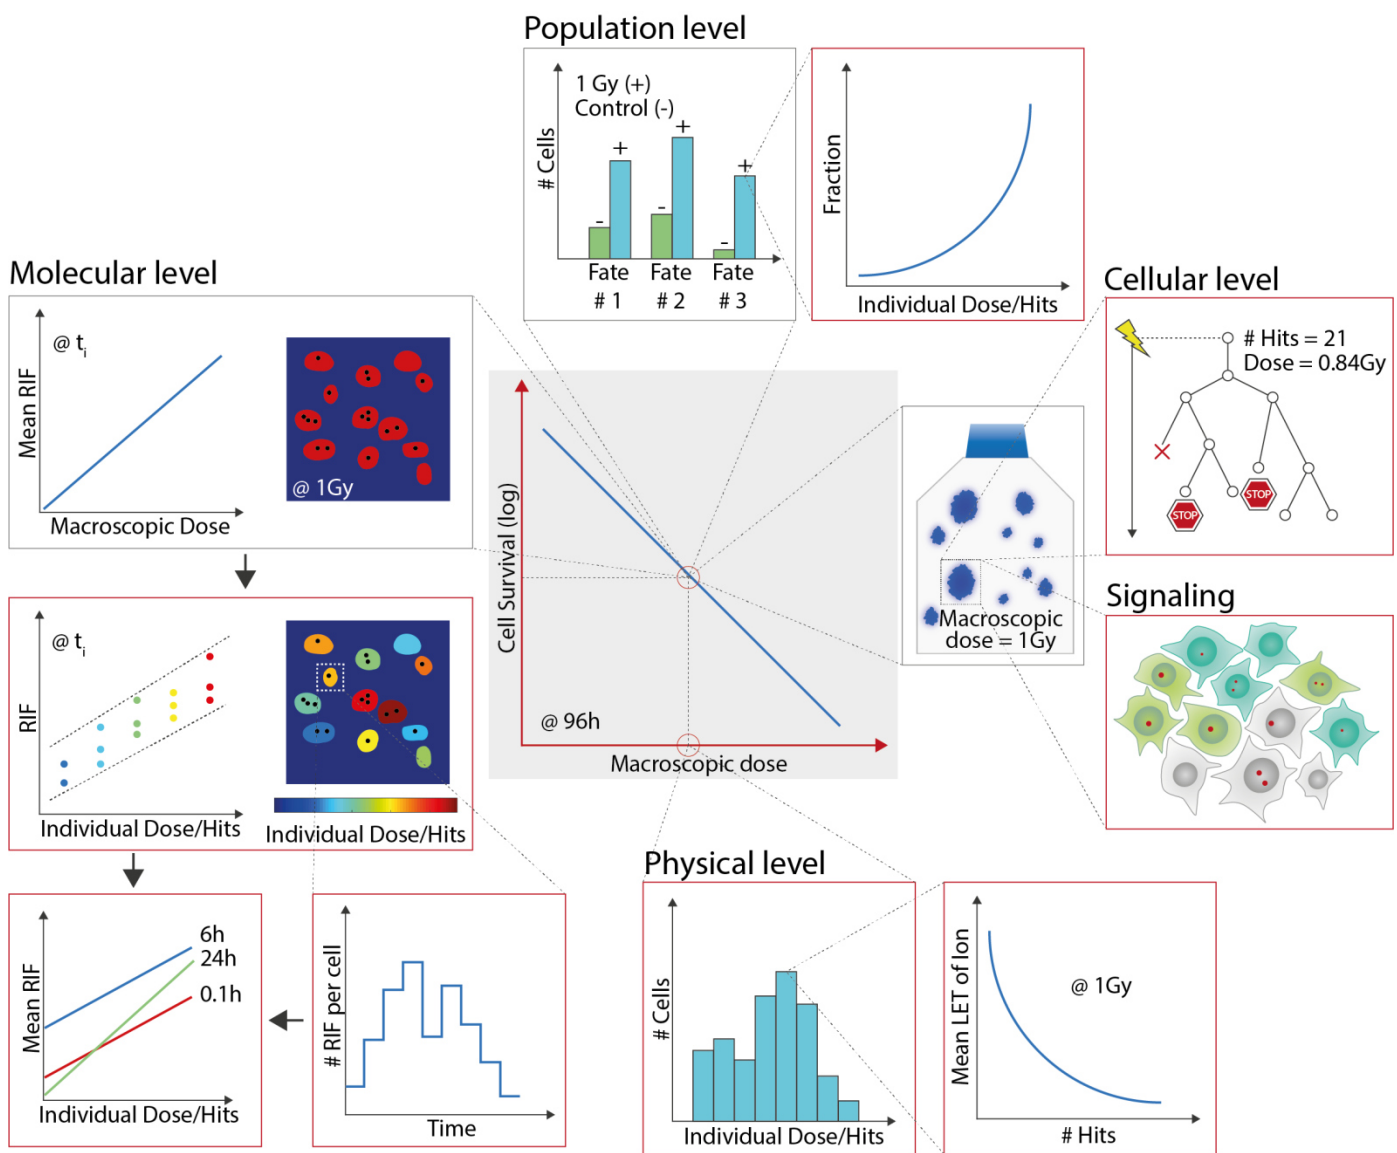 Population level
1 Gy (+)
Control (-)
# Cells
+
+
+
-
-
-
Fate
# 1
Fate
# 2
Fate
# 3
Fraction
Individual Dose/Hits
Molecular level
@ ti
Mean RIF
Macroscopic Dose
@ 1Gy
Cellular level
# Hits = 21
Dose = 0.84Gy
STOP
STOP
Cell Survival (log)
@ 96h
Macroscopic dose
Macroscopic
dose = 1Gy
Signaling
@ ti
RIF
Individual Dose/Hits
Individual Dose/Hits
6h
24h
0.1h
Mean RIF
Individual Dose/Hits
# RIF per cell
Time
Physical level
# Cells
Individual Dose/Hits
Mean LET of Ion
@ 1Gy
# Hits